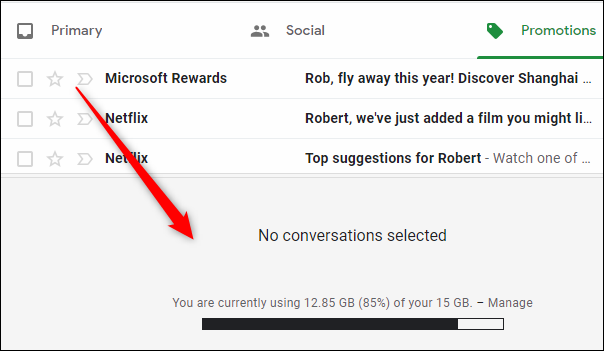 Primary Social Promotions
Microsoft Rewards Rob, fly away this year! Discover Shanghai ...
Netflix Robert, we've just added a film you might li...
Netflix Top suggestions for Robert - Watch one of ...
No conversations selected
You are currently using 12.85 GB (85%) of your 15 GB. – Manage